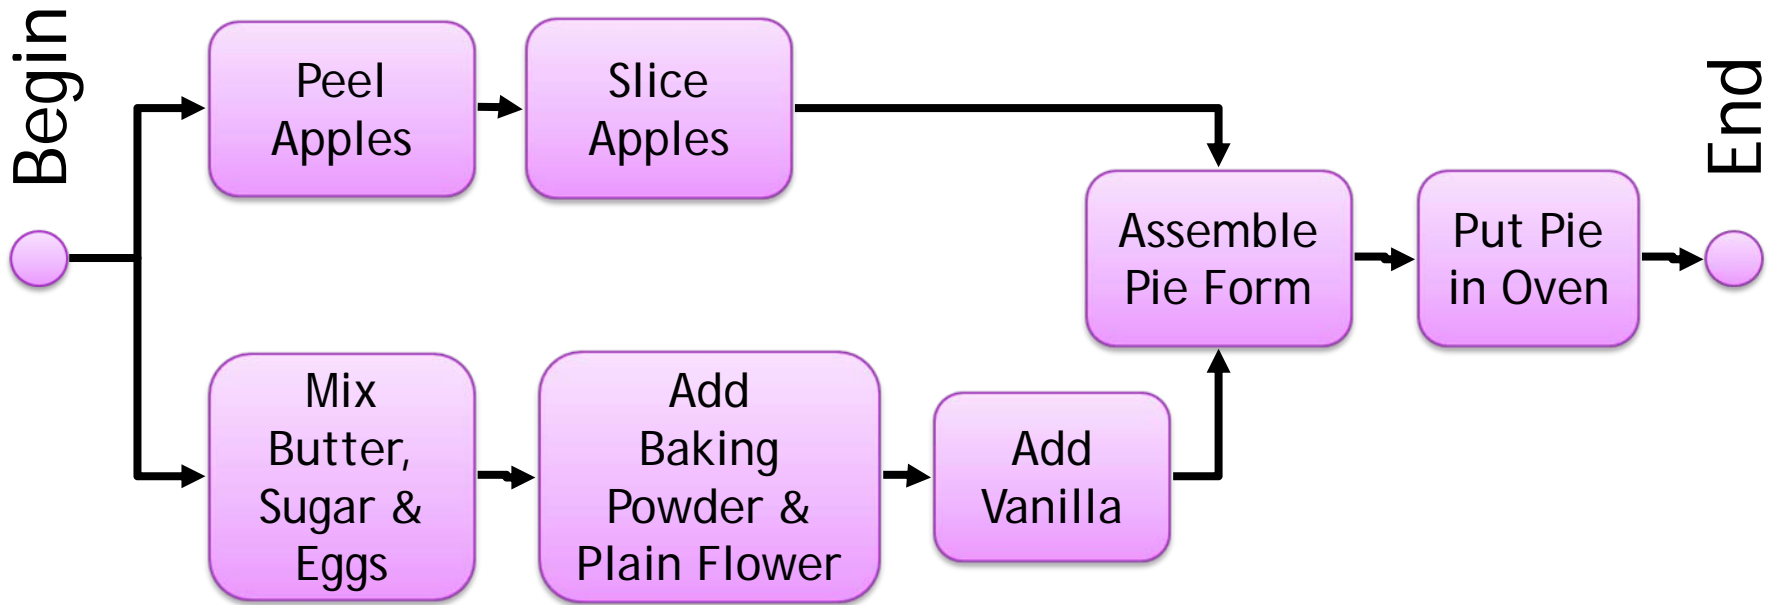 Begin
Peel
Apples
Slice
Apples
Mix
Butter,
Sugar &
Eggs
Add
Baking
Powder &
Plain Flower
Add
Vanilla
Assemble
Pie Form
Put Pie
in Oven
End